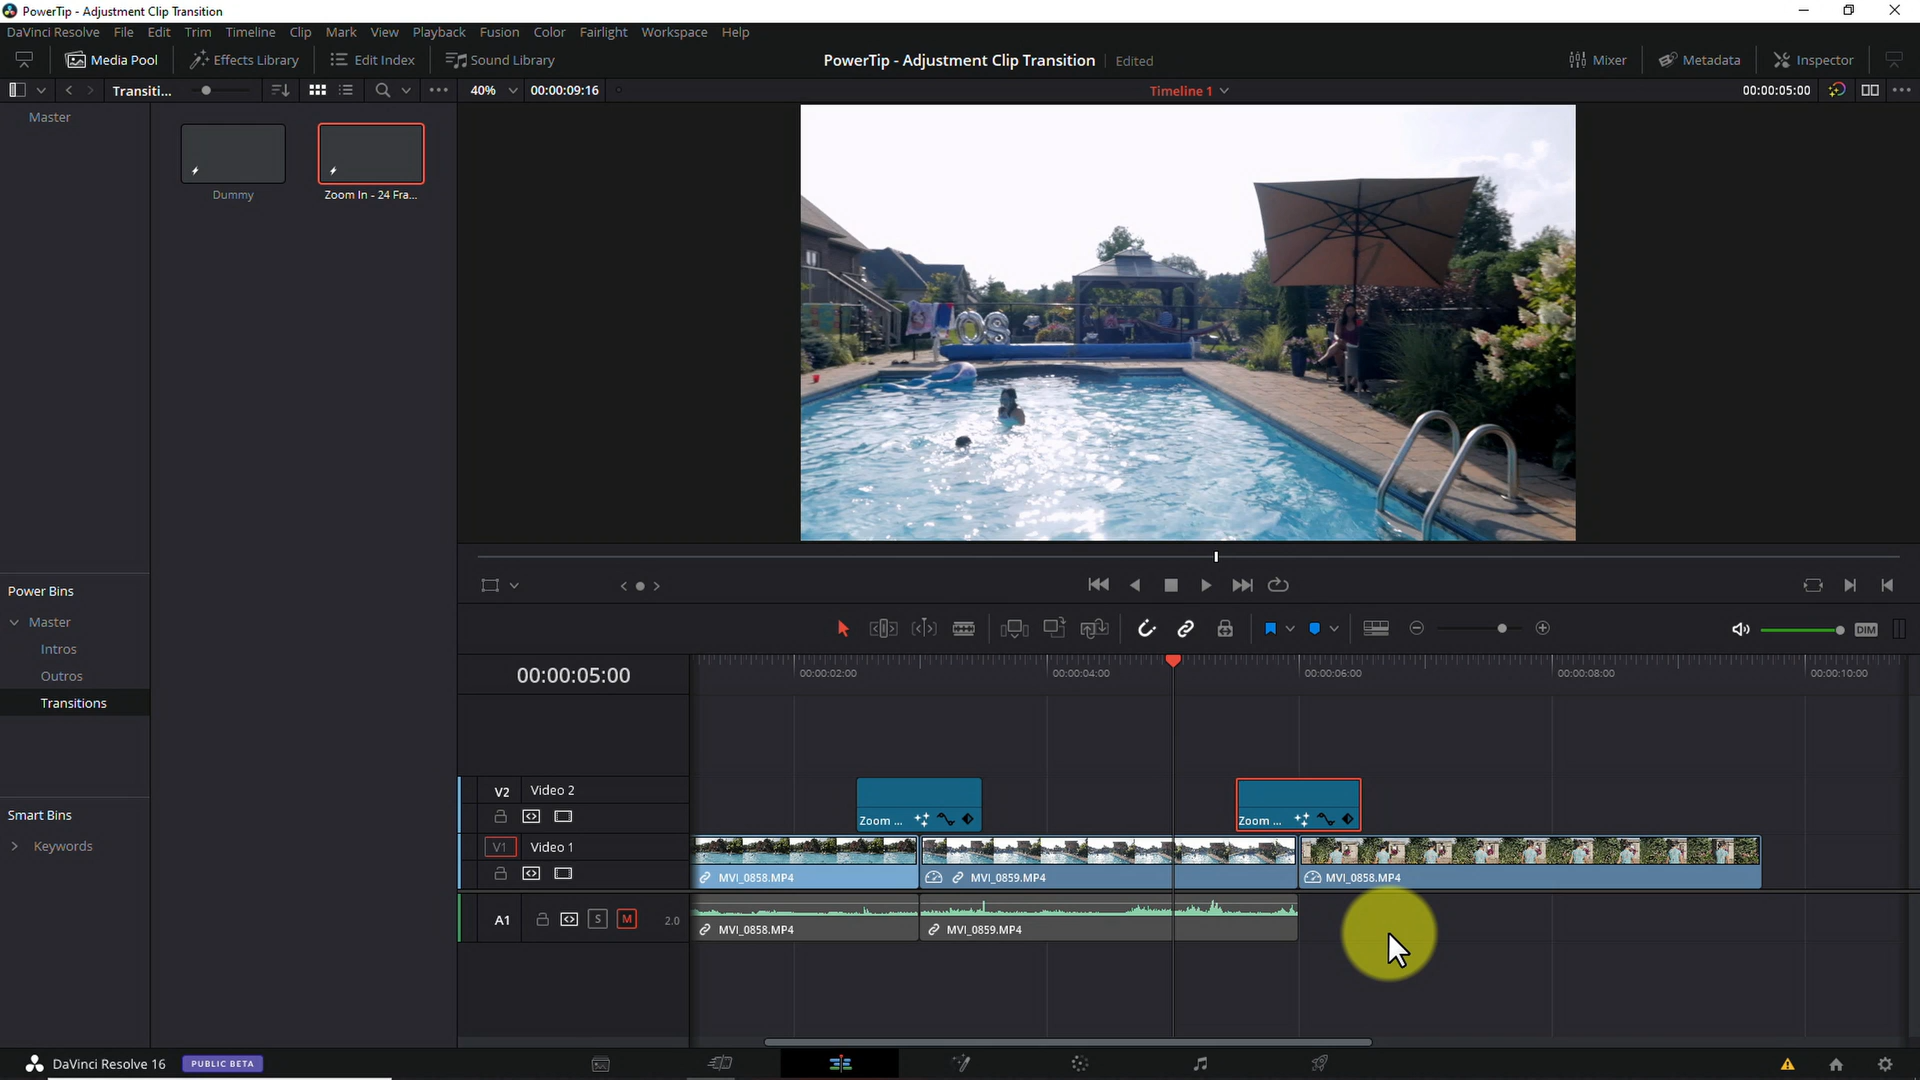 PowerTip - Adjustment Clip Transition
DaVinci Resolve File Edit Trim Timeline Clip Mark View Playback Fusion Color Fairlight Workspace Help
Media Pool Effects Library Edit Index Sound Library PowerTip - Adjustment Clip Transition Edited Mixer Metadata Inspector
Transiti... 40% 00:00:09:16 Timeline 1 00:00:05:00
Master
Dummy Zoom In - 24 Fra...
Power Bins
Master
Intros
Outros
Transitions
Smart Bins
Keywords
DIM
00:00:05:00 00:00:02:00 00:00:04:00 00:00:06:00 00:00:08:00 00:00:10:00
V2 Video 2
Zoom ... Zoom ...
V1 Video 1
MVI_0858.MP4 MVI_0859.MP4 MVI_0858.MP4
A1 S M 2.0
MVI_0858.MP4 MVI_0859.MP4
DaVinci Resolve 16 PUBLIC BETA